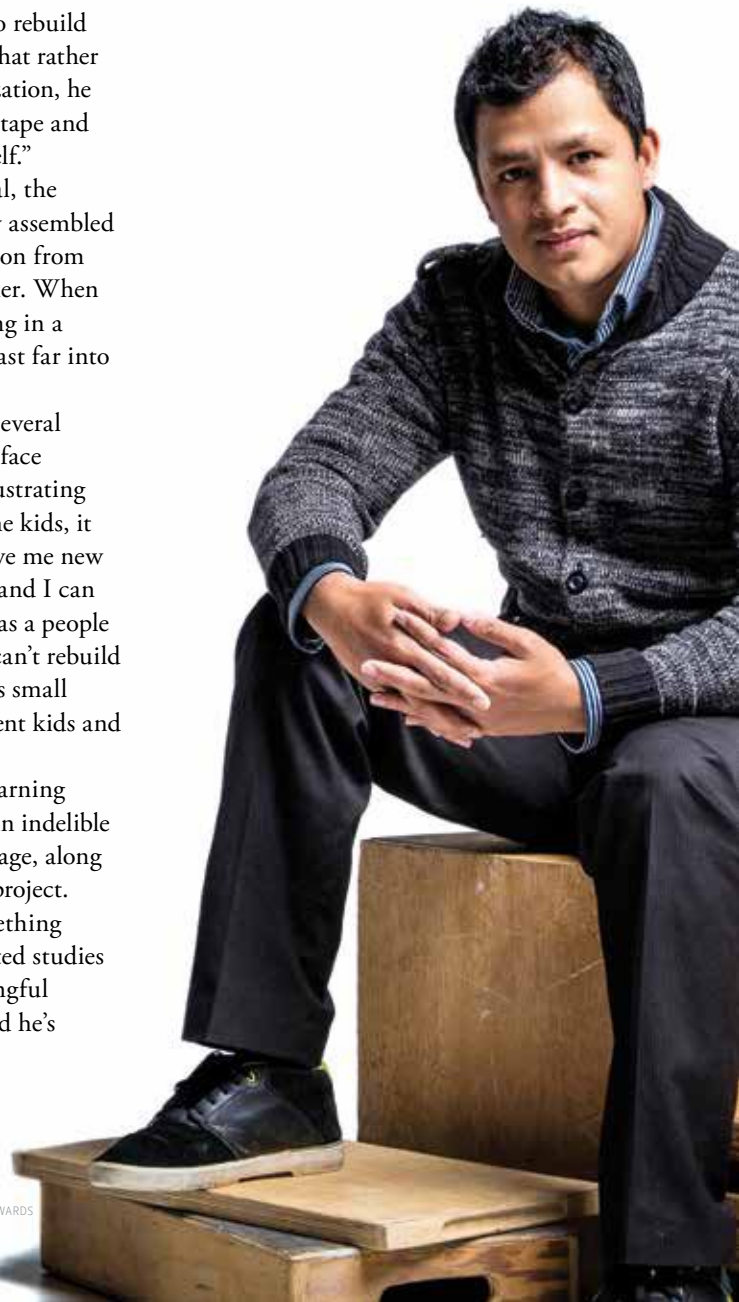 o rebuild
hat rather
ation, he
tape and
elf.”
al, the
assembled
on from
er. When
ng in a
ast far into
everal
face
ustrating
e kids, it
ve me new
and I can
as a people
can’t rebuild
s small
ent kids and
arning
n indelible
age, along
project.
ething
ed studies
ngful
d he’s
WARDS